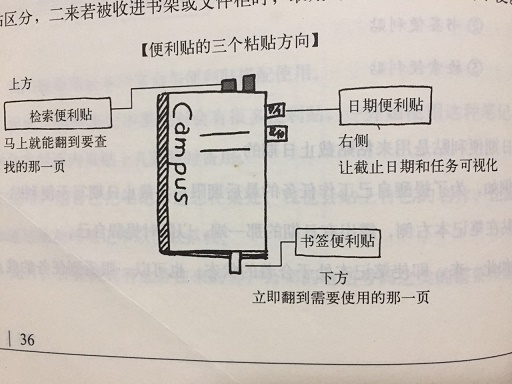 占区分，二来若被收进书架或文件柜时，
【便利贴的三个粘贴方向】
上方
检索便利贴
马上就能翻到要查
找的那一页
Campus
日期便利贴
右侧
让截止日期和任务可视化
书签便利贴
下方
立即翻到需要使用的那一页
36